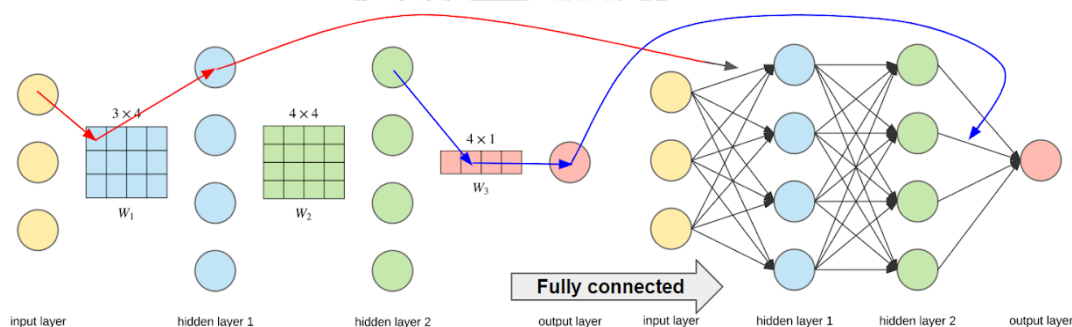 3 × 4
4 × 4
4 × 1
W₁
W₂
W₃
Fully connected
input layer
hidden layer 1
hidden layer 2
output layer
input layer
hidden layer 1
hidden layer 2
output layer